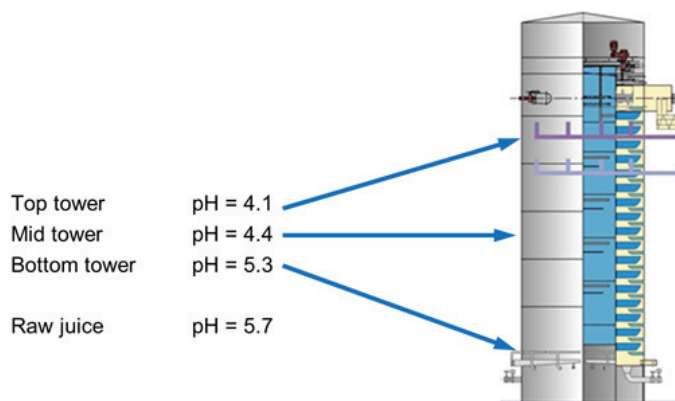 Top tower pH = 4.1
Mid tower pH = 4.4
Bottom tower pH = 5.3
Raw juice pH = 5.7